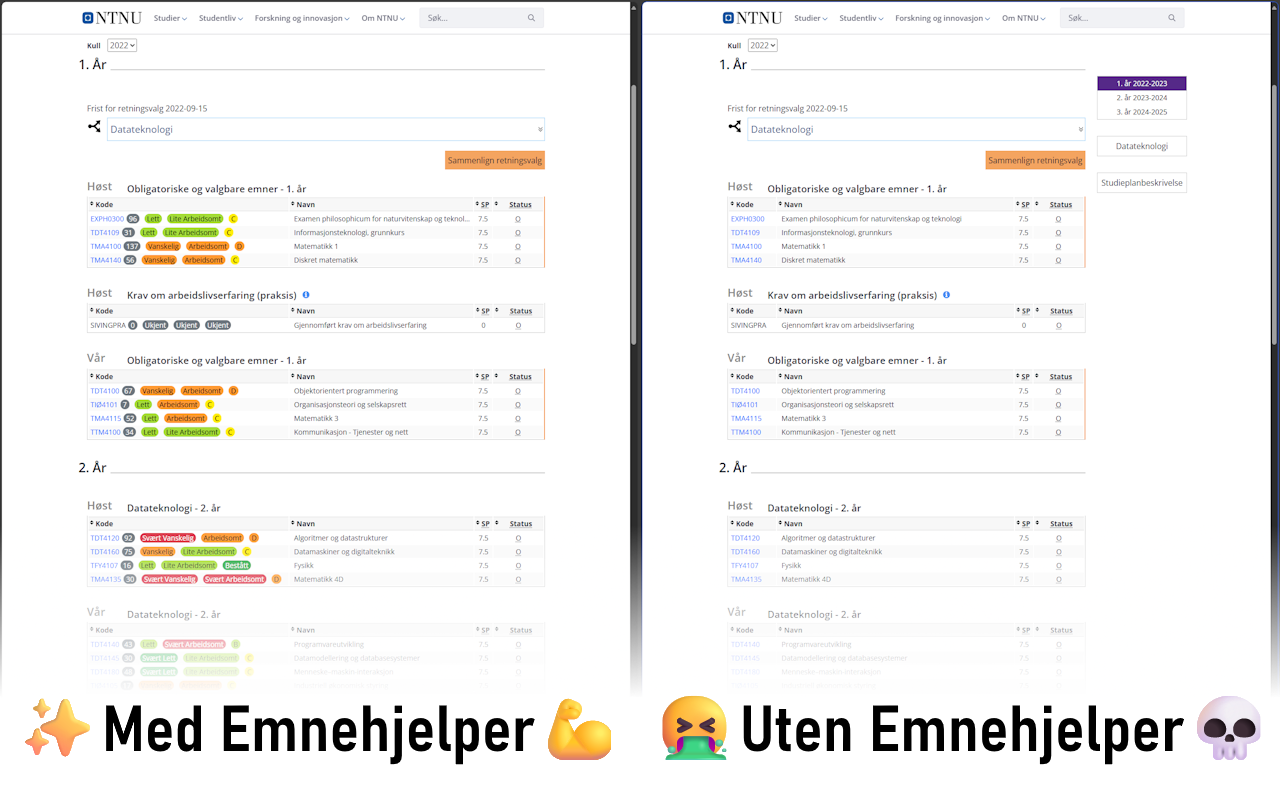 NTNU Studier Studentliv Forskning og innovasjon Om NTNU Søk...
Kull 2022
1. År
Frist for retningsvalg 2022-09-15
Datateknologi
Sammenlign retningsvalg
Høst Obligatoriske og valgbare emner - 1. år
Kode Navn SP Status
EXPH0300 96 Lett Lite Arbeidsomt C Examen philosophicum for naturvitenskap og teknol... 7.5 O
TDT4109 31 Lett Lite Arbeidsomt C Informasjonsteknologi, grunnkurs 7.5 O
TMA4100 137 Vanskelig Arbeidsomt D Matematikk 1 7.5 O
TMA4140 56 Vanskelig Arbeidsomt C Diskret matematikk 7.5 O
Høst Krav om arbeidslivserfaring (praksis)
Kode Navn SP Status
SIVINGPRA 0 Ukjent Ukjent Ukjent Gjennomført krav om arbeidslivserfaring 0 O
Vår Obligatoriske og valgbare emner - 1. år
Kode Navn SP Status
TDT4100 67 Vanskelig Arbeidsomt D Objektorientert programmering 7.5 O
TIØ4101 7 Lett Arbeidsomt C Organisasjonsteori og selskapsrett 7.5 O
TMA4115 52 Lett Arbeidsomt C Matematikk 3 7.5 O
TTM4100 34 Lett Lite Arbeidsomt C Kommunikasjon - Tjenester og nett 7.5 O
2. År
Høst Datateknologi - 2. år
Kode Navn SP Status
TDT4120 92 Svært Vanskelig Arbeidsomt D Algoritmer og datastrukturer 7.5 O
TDT4160 75 Vanskelig Lite Arbeidsomt C Datamaskiner og digitalteknikk 7.5 O
TFY4107 16 Lett Lite Arbeidsomt Bestått Fysikk 7.5 O
TMA4135 30 Svært Vanskelig Svært Arbeidsomt D Matematikk 4D 7.5 O
Vår Datateknologi - 2. år
Kode Navn SP Status
TDT4140 43 Lett Svært Arbeidsomt B Programvareutvikling 7.5 O
TDT4145 Svært Lett Lite Arbeidsomt C Datamodellering og databasesystemer 7.5 O
TDT4180 Svært Lett Lite Arbeidsomt C Menneske-maskin-interaksjon 7.5 O
Med Emnehjelper
NTNU Studier Studentliv Forskning og innovasjon Om NTNU Søk...
Kull 2022
1. År
1. år 2022-2023
2. år 2023-2024
3. år 2024-2025
Frist for retningsvalg 2022-09-15
Datateknologi
Datateknologi
Sammenlign retningsvalg
Studieplanbeskrivelse
Høst Obligatoriske og valgbare emner - 1. år
Kode Navn SP Status
EXPH0300 Examen philosophicum for naturvitenskap og teknologi 7.5 O
TDT4109 Informasjonsteknologi, grunnkurs 7.5 O
TMA4100 Matematikk 1 7.5 O
TMA4140 Diskret matematikk 7.5 O
Høst Krav om arbeidslivserfaring (praksis)
Kode Navn SP Status
SIVINGPRA Gjennomført krav om arbeidslivserfaring 0 O
Vår Obligatoriske og valgbare emner - 1. år
Kode Navn SP Status
TDT4100 Objektorientert programmering 7.5 O
TIØ4101 Organisasjonsteori og selskapsrett 7.5 O
TMA4115 Matematikk 3 7.5 O
TTM4100 Kommunikasjon - Tjenester og nett 7.5 O
2. År
Høst Datateknologi - 2. år
Kode Navn SP Status
TDT4120 Algoritmer og datastrukturer 7.5 O
TDT4160 Datamaskiner og digitalteknikk 7.5 O
TFY4107 Fysikk 7.5 O
TMA4135 Matematikk 4D 7.5 O
Vår Datateknologi - 2. år
Kode Navn SP Status
TDT4140 Programvareutvikling 7.5 O
TDT4145 Datamodellering og databasesystemer 7.5 O
TDT4180 Menneske-maskin-interaksjon 7.5 O
Uten Emnehjelper